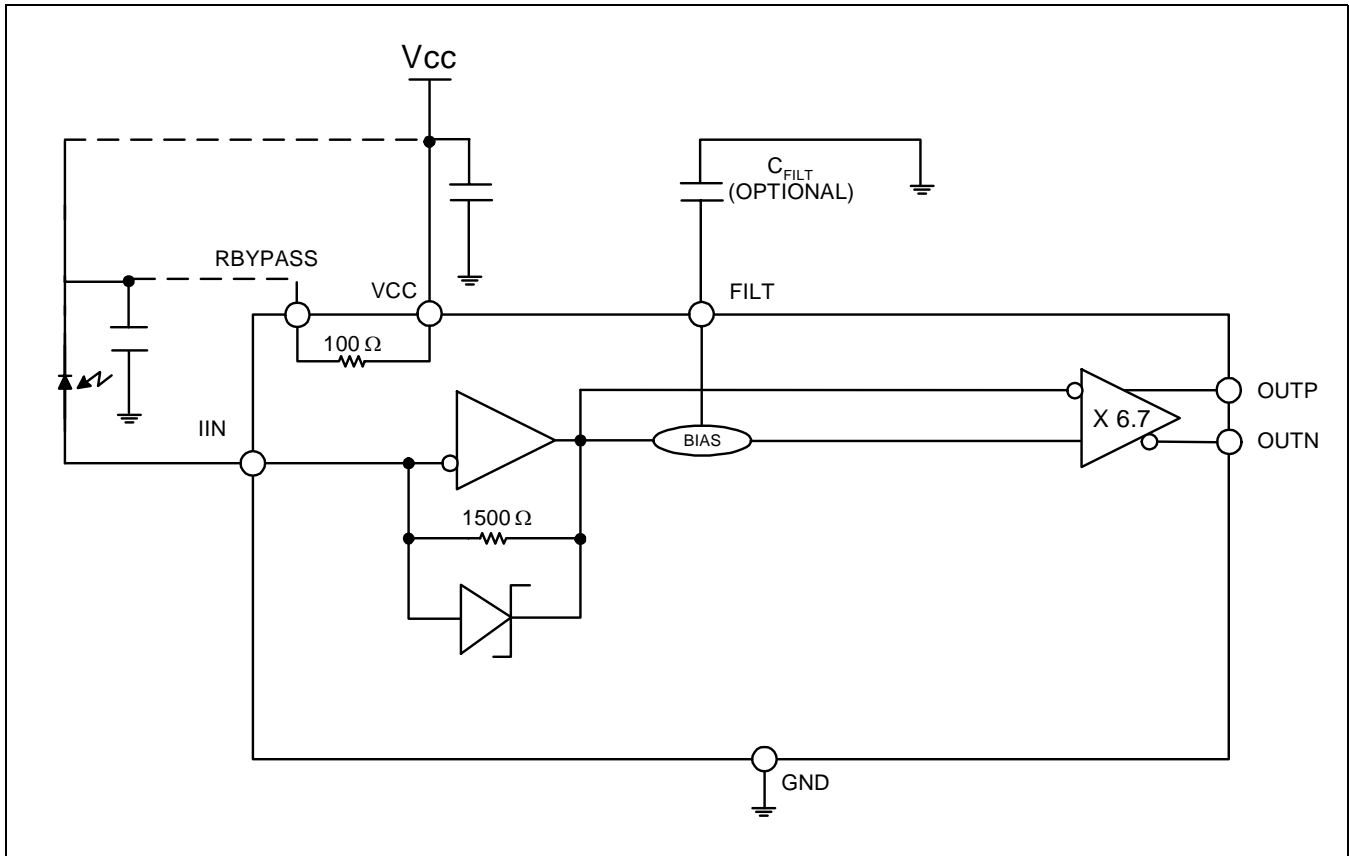 Vcc
C_FILT
(OPTIONAL)
RBYPASS
VCC
FILT
100 Ω
OUTP
X 6.7
IIN
BIAS
OUTN
1500 Ω
GND